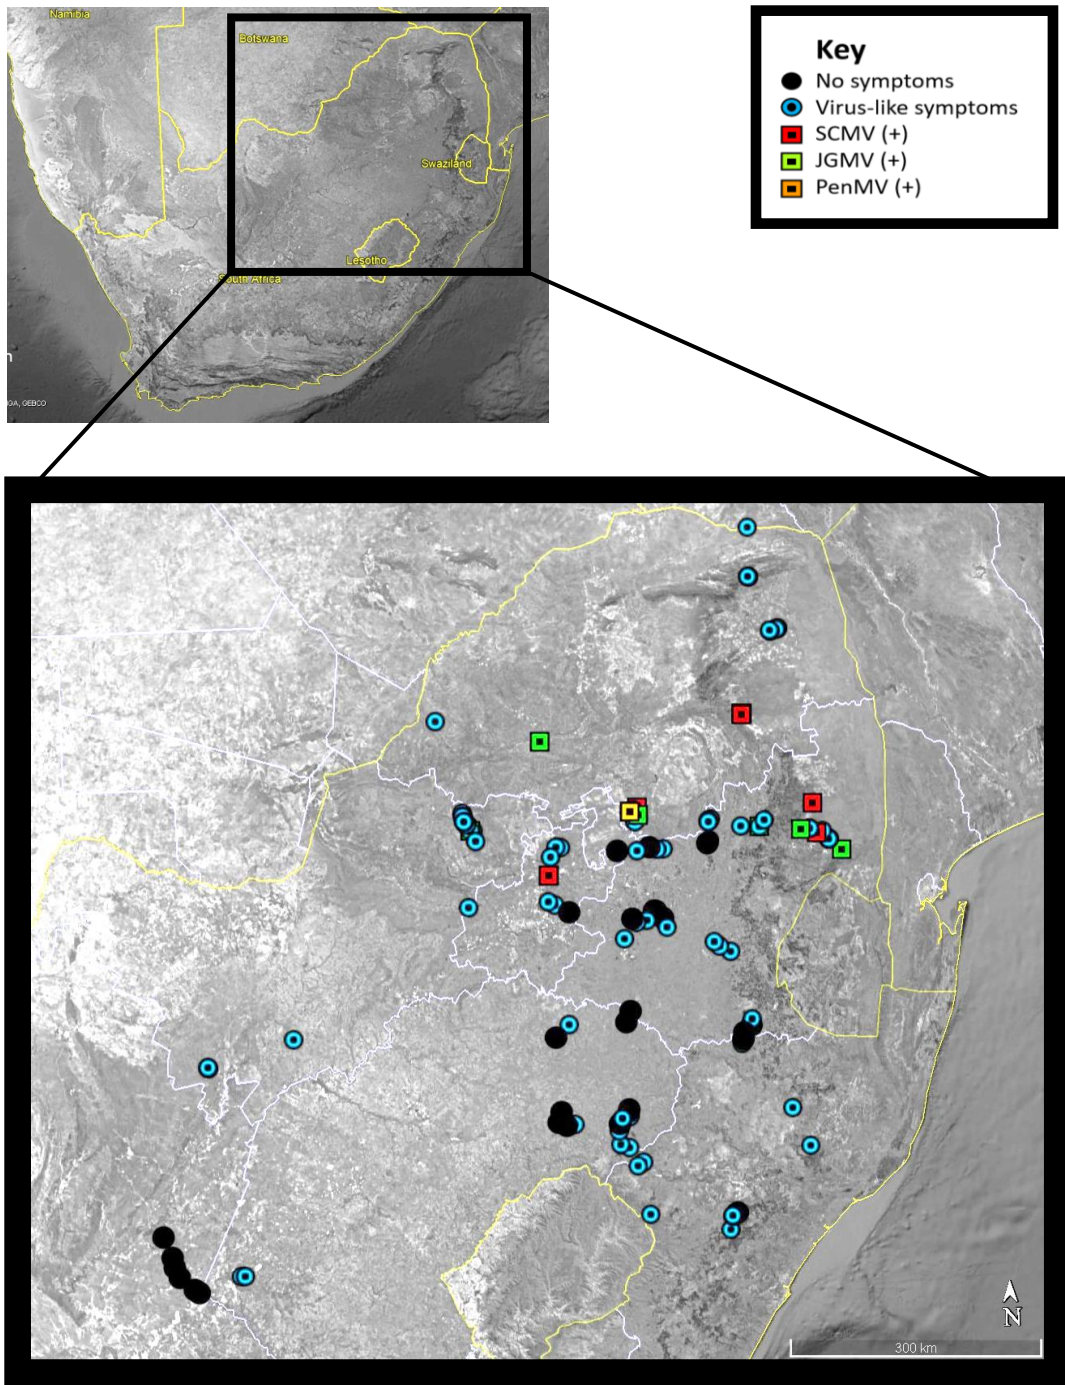 Namibia
Botswana
Swaziland
Lesotho
South Africa
Key
No symptoms
Virus-like symptoms
SCMV (+)
JGMV (+)
PenMV (+)
N
300 km